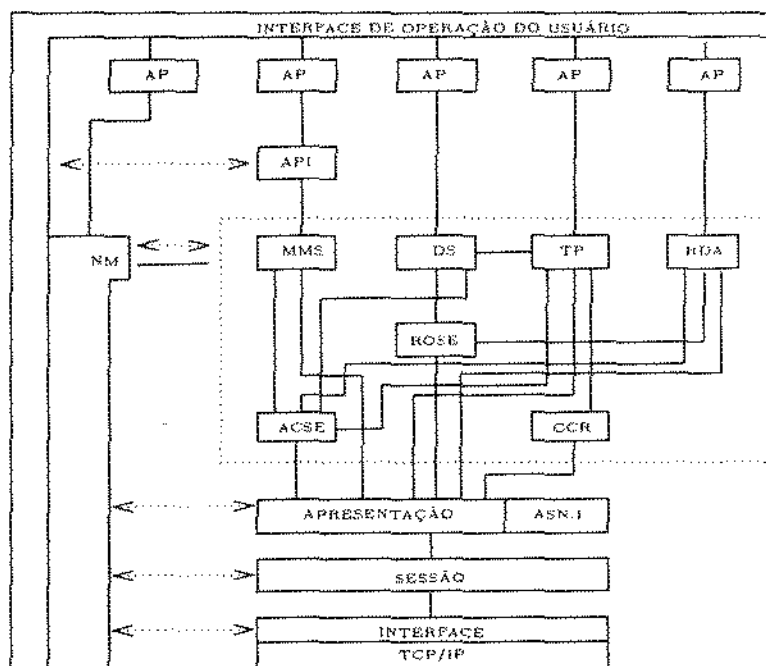 INTERFACE DE OPERAÇÃO DO USUÁRIO
AP AP AP AP AP
API
NM MMS DS TP RDA
ROSE
ACSE CCR
APRESENTAÇÃO ASN.1
SESSÃO
INTERFACE
TCP/IP